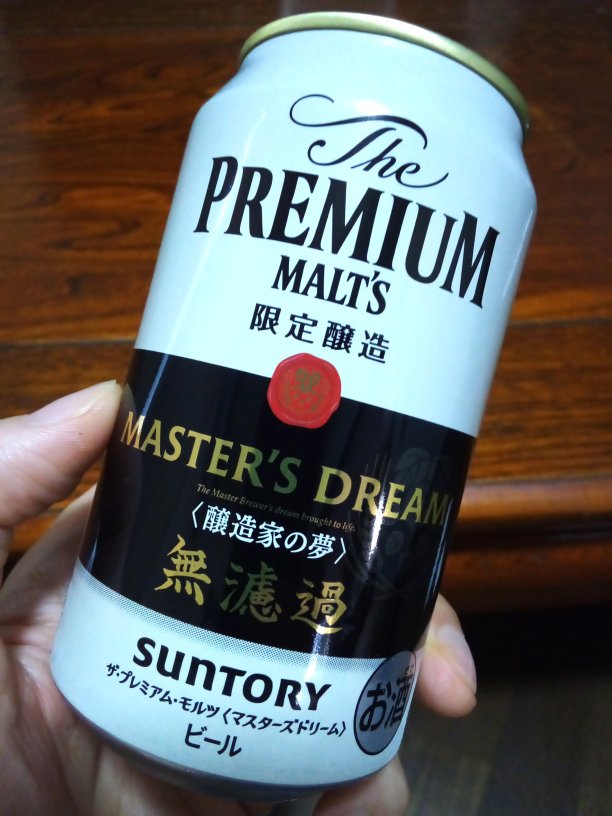 The
PREMIUM
MALT'S
限定醸造
MASTER'S DREAM
The Master Brewer's dream brought to life.
〈醸造家の夢〉
無濾過
SUNTORY
ザ・プレミアム・モルツ〈マスターズドリーム〉
ビール
お酒